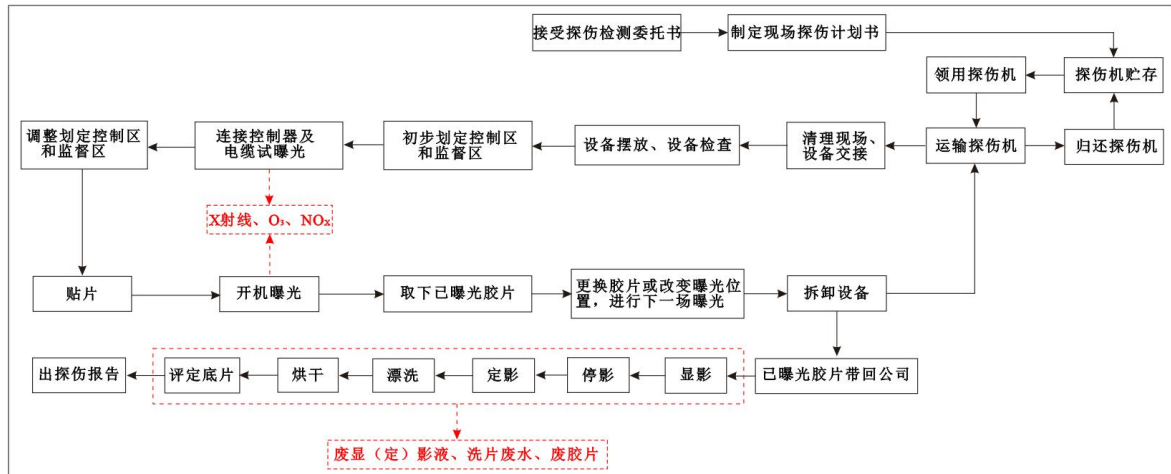 接受探伤检测委托书
制定现场探伤计划书
领用探伤机
探伤机贮存
调整划定控制区
和监督区
连接控制器及
电缆试曝光
初步划定控制区
和监督区
设备摆放、设备检查
清理现场、
设备交接
运输探伤机
归还探伤机
X射线、O₃、NOx
贴片
开机曝光
取下已曝光胶片
更换胶片或改变曝光位
置，进行下一场曝光
拆卸设备
出探伤报告
评定底片
烘干
漂洗
定影
停影
显影
已曝光胶片带回公司
废显（定）影液、洗片废水、废胶片